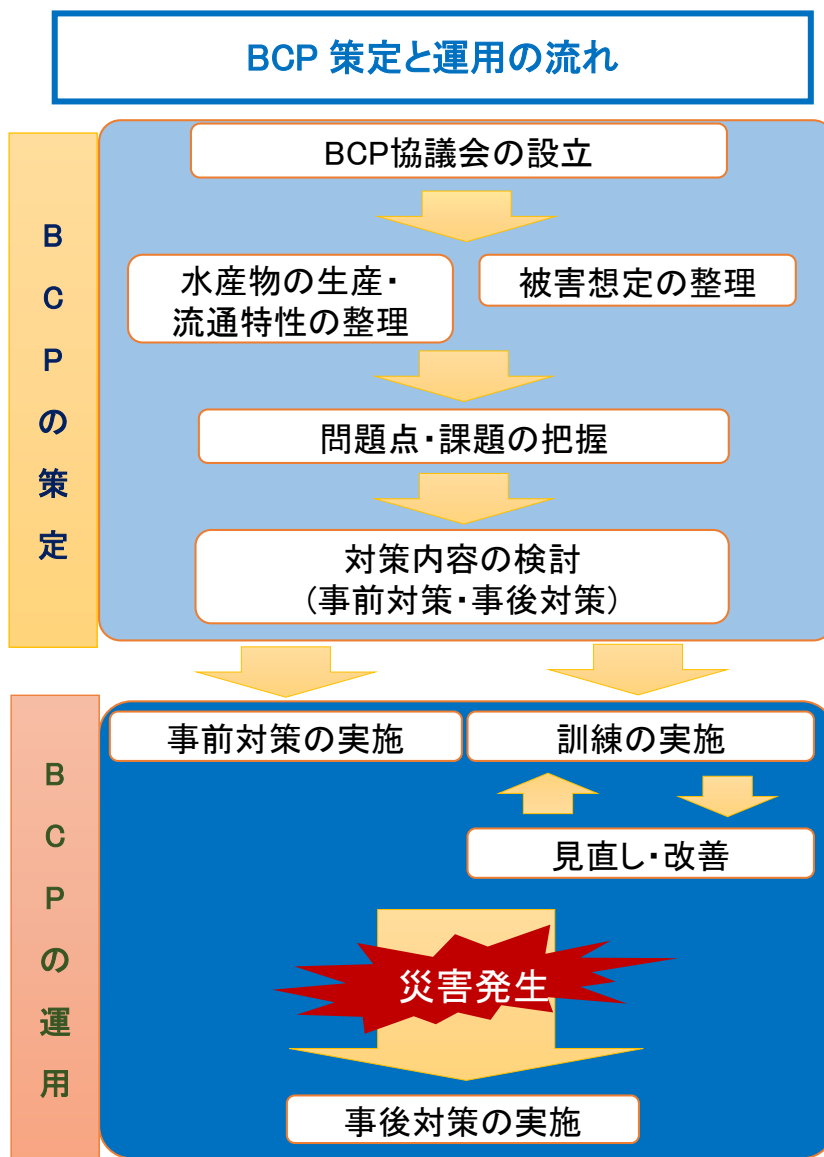 BCP 策定と運用の流れ
BCPの策定
BCP協議会の設立
水産物の生産・
流通特性の整理
被害想定の整理
問題点・課題の把握
対策内容の検討
(事前対策・事後対策)
BCPの運用
事前対策の実施
訓練の実施
見直し・改善
災害発生
事後対策の実施